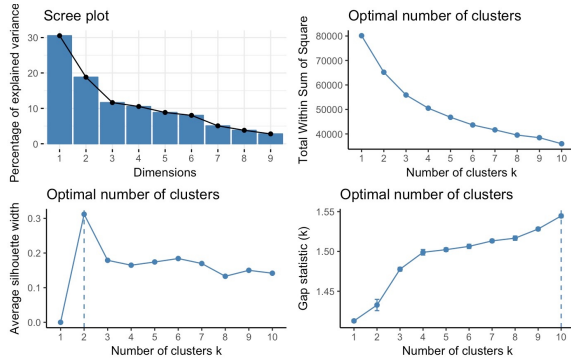 Scree plot
Percentage of explained variance
30
20
10
0
1 2 3 4 5 6 7 8 9
Dimensions
Optimal number of clusters
Total Within Sum of Square
80000
70000
60000
50000
40000
1 2 3 4 5 6 7 8 9 10
Number of clusters k
Optimal number of clusters
Average silhouette width
0.3
0.2
0.1
0.0
1 2 3 4 5 6 7 8 9 10
Number of clusters k
Optimal number of clusters
Gap statistic (k)
1.55
1.50
1.45
1 2 3 4 5 6 7 8 9 10
Number of clusters k